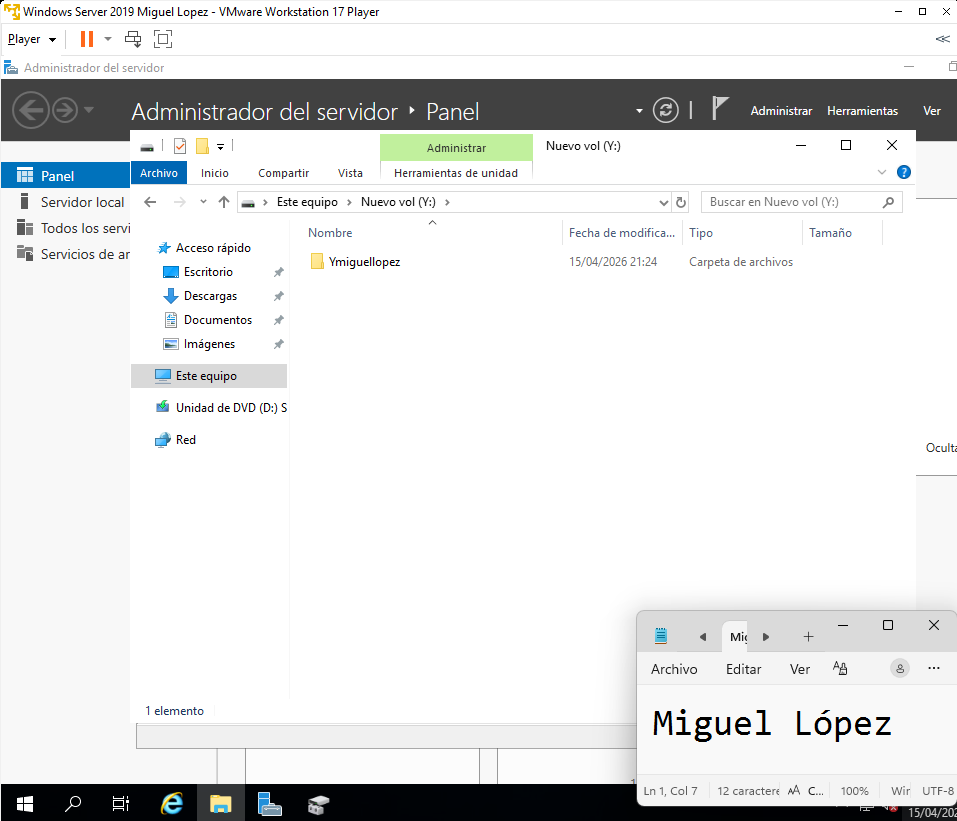 Windows Server 2019 Miguel Lopez - VMware Workstation 17 Player
Player
Administrador del servidor
Administrador del servidor Panel
Administrar Herramientas Ver
Panel
Servidor local
Todos los servi
Servicios de ar
Administrar
Nuevo vol (Y:)
Archivo Inicio Compartir Vista Herramientas de unidad
Este equipo Nuevo vol (Y:)
Buscar en Nuevo vol (Y:)
Nombre Fecha de modifica... Tipo Tamaño
Ymiguellopez 15/04/2026 21:24 Carpeta de archivos
Acceso rápido
Escritorio
Descargas
Documentos
Imágenes
Este equipo
Unidad de DVD (D:) S
Red
Oculta
1 elemento
Mig
Archivo Editar Ver
Miguel López
Ln 1, Col 7 12 caractere C... 100% Wir UTF-8
15/04/202